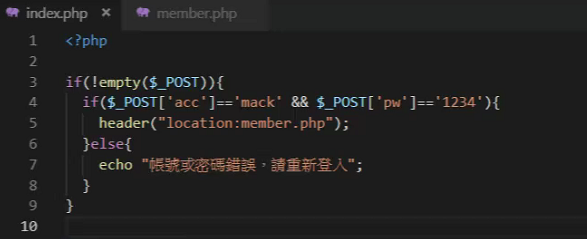 index.php × member.php
1 <?php
2
3 if(!empty($_POST)){
4 if($_POST['acc']=='mack' && $_POST['pw']=='1234'){
5 header("location:member.php");
6 }else{
7 echo "帳號或密碼錯誤，請重新登入";
8 }
9 }
10